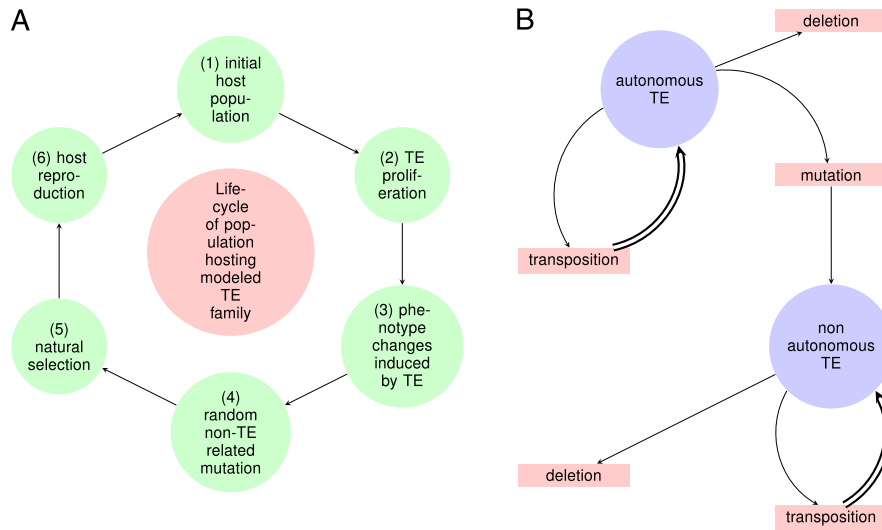 A
(1) initial
host
popu-
lation
(2) TE
prolif-
eration
(3) phe-
notype
changes
induced
by TE
(4)
random
non-TE
related
mutation
(5)
natural
selection
(6) host
repro-
duction
Life-
cycle
of pop-
ulation
hosting
modeled
TE
family
B
deletion
autonomous
TE
mutation
transposition
non
autonomous
TE
deletion
transposition